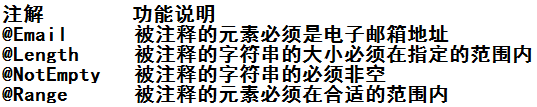 注解 功能说明
@Email 被注释的元素必须是电子邮箱地址
@Length 被注释的字符串的大小必须在指定的范围内
@NotEmpty 被注释的字符串的必须非空
@Range 被注释的元素必须在合适的范围内